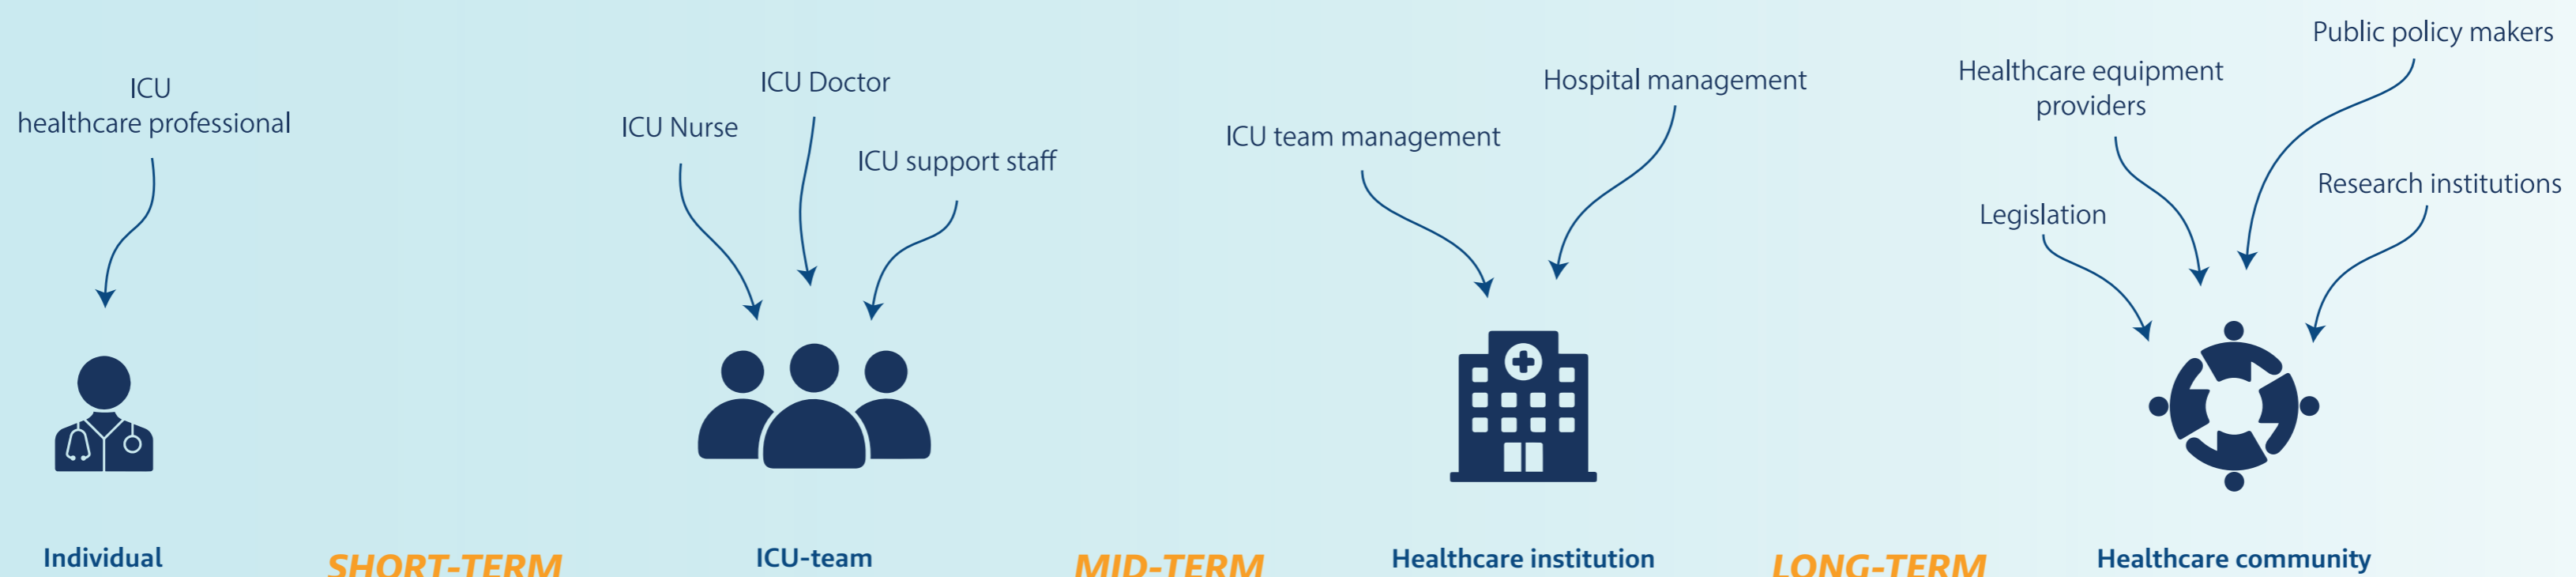 ICU
healthcare professional
ICU Nurse
ICU Doctor
ICU support staff
ICU team management
Hospital management
Legislation
Healthcare equipment
providers
Public policy makers
Research institutions
Individual
SHORT-TERM
ICU-team
MID-TERM
Healthcare institution
LONG-TERM
Healthcare community